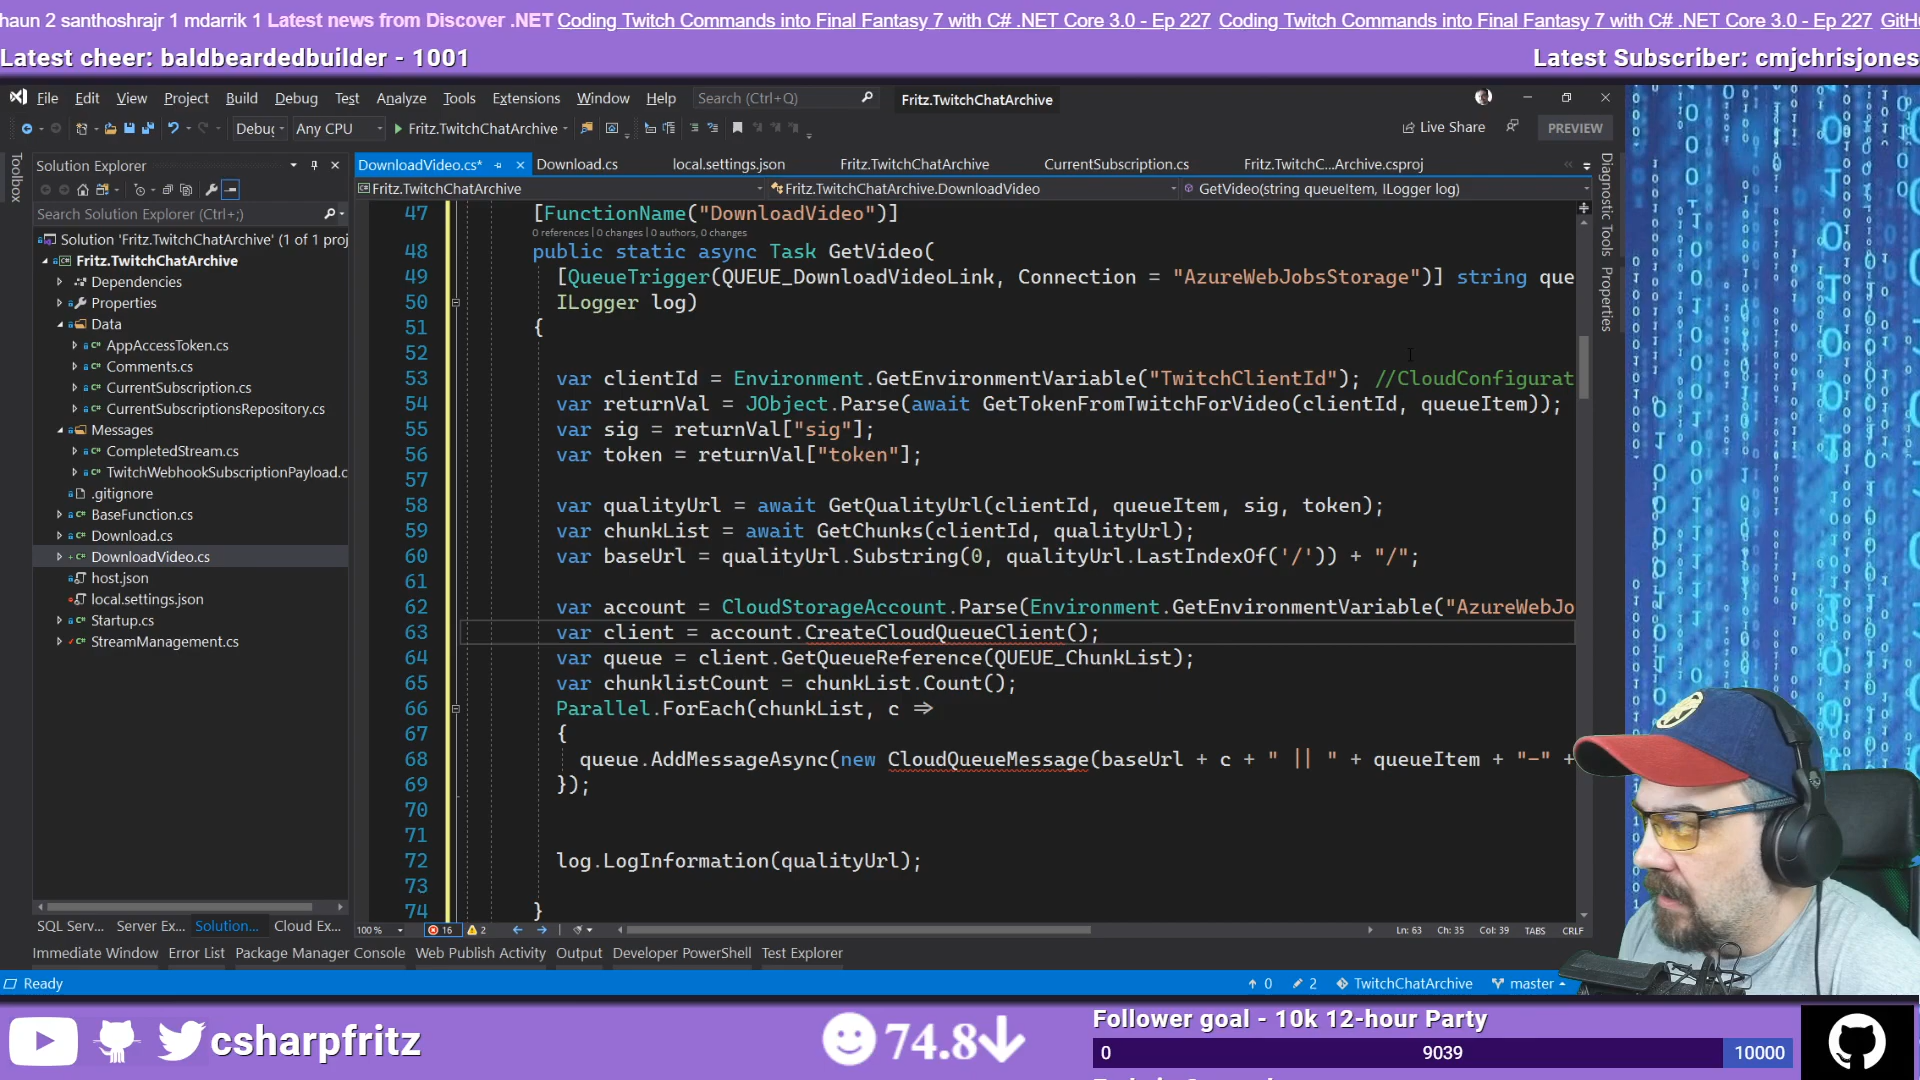 haun 2 santhoshrajr 1 mdarrik 1 Latest news from Discover .NET Coding Twitch Commands into Final Fantasy 7 with C# .NET Core 3.0 - Ep 227 Coding Twitch Commands into Final Fantasy 7 with C# .NET Core 3.0 - Ep 227 GitH
Latest cheer: baldbeardedbuilder - 1001
Latest Subscriber: cmjchrisjones
File Edit View Project Build Debug Test Analyze Tools Extensions Window Help Search (Ctrl+Q) Fritz.TwitchChatArchive
Debug Any CPU Fritz.TwitchChatArchive Live Share PREVIEW
Toolbox
Solution Explorer
Search Solution Explorer (Ctrl+;)
Solution 'Fritz.TwitchChatArchive' (1 of 1 proj
Fritz.TwitchChatArchive
Dependencies
Properties
Data
AppAccessToken.cs
Comments.cs
CurrentSubscription.cs
CurrentSubscriptionsRepository.cs
Messages
CompletedStream.cs
TwitchWebhookSubscriptionPayload.c
.gitignore
BaseFunction.cs
Download.cs
DownloadVideo.cs
host.json
local.settings.json
Startup.cs
StreamManagement.cs
SQL Serv... Server Ex... Solution... Cloud Ex...
DownloadVideo.cs* Download.cs local.settings.json Fritz.TwitchChatArchive CurrentSubscription.cs Fritz.TwitchC...Archive.csproj
Fritz.TwitchChatArchive Fritz.TwitchChatArchive.DownloadVideo GetVideo(string queueItem, ILogger log)
47 [FunctionName("DownloadVideo")]
0 references | 0 changes | 0 authors, 0 changes
48 public static async Task GetVideo(
49 [QueueTrigger(QUEUE_DownloadVideoLink, Connection = "AzureWebJobsStorage")] string que
50 ILogger log)
51 {
52
53 var clientId = Environment.GetEnvironmentVariable("TwitchClientId"); //CloudConfigurat
54 var returnVal = JObject.Parse(await GetTokenFromTwitchForVideo(clientId, queueItem));
55 var sig = returnVal["sig"];
56 var token = returnVal["token"];
57
58 var qualityUrl = await GetQualityUrl(clientId, queueItem, sig, token);
59 var chunkList = await GetChunks(clientId, qualityUrl);
60 var baseUrl = qualityUrl.Substring(0, qualityUrl.LastIndexOf('/')) + "/";
61
62 var account = CloudStorageAccount.Parse(Environment.GetEnvironmentVariable("AzureWebJo
63 var client = account.CreateCloudQueueClient();
64 var queue = client.GetQueueReference(QUEUE_ChunkList);
65 var chunklistCount = chunkList.Count();
66 Parallel.ForEach(chunkList, c =>
67 {
68 queue.AddMessageAsync(new CloudQueueMessage(baseUrl + c + " || " + queueItem + "-" +
69 });
70
71
72 log.LogInformation(qualityUrl);
73
74 }
100 % 16 2 Ln: 63 Ch: 35 Col: 39 TABS CRLF
Diagnostic Tools
Properties
Immediate Window Error List Package Manager Console Web Publish Activity Output Developer PowerShell Test Explorer
Ready 0 2 TwitchChatArchive master
csharpfritz
74.8
Follower goal - 10k 12-hour Party
0 9039 10000